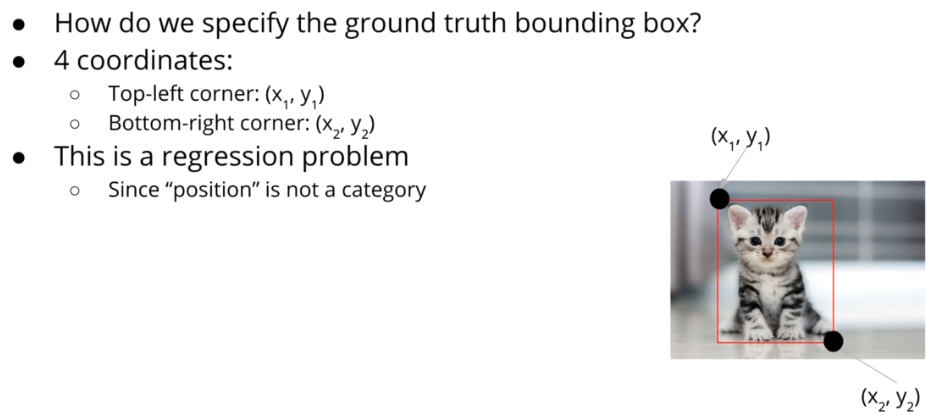 ● How do we specify the ground truth bounding box?
● 4 coordinates:
○ Top-left corner: (x₁, y₁)
○ Bottom-right corner: (x₂, y₂)
● This is a regression problem
○ Since “position” is not a category
(x₁, y₁)
(x₂, y₂)